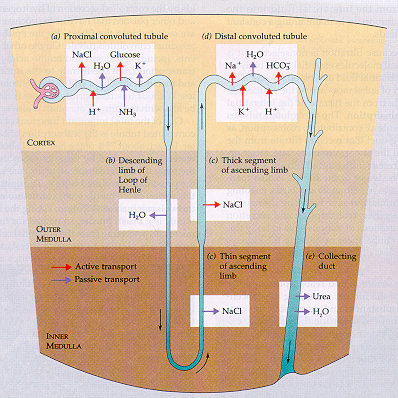 (a) Proximal convoluted tubule
NaCl
H₂O
Glucose
K⁺
H⁺
NH₃
(d) Distal convoluted tubule
Na⁺
H₂O
HCO₃⁻
K⁺
H⁺
CORTEX
(b) Descending
limb of
Loop of
Henle
H₂O
(c) Thick segment
of ascending limb
NaCl
OUTER
MEDULLA
Active transport
Passive transport
(c) Thin segment
of ascending
limb
NaCl
(e) Collecting
duct
Urea
H₂O
INNER
MEDULLA